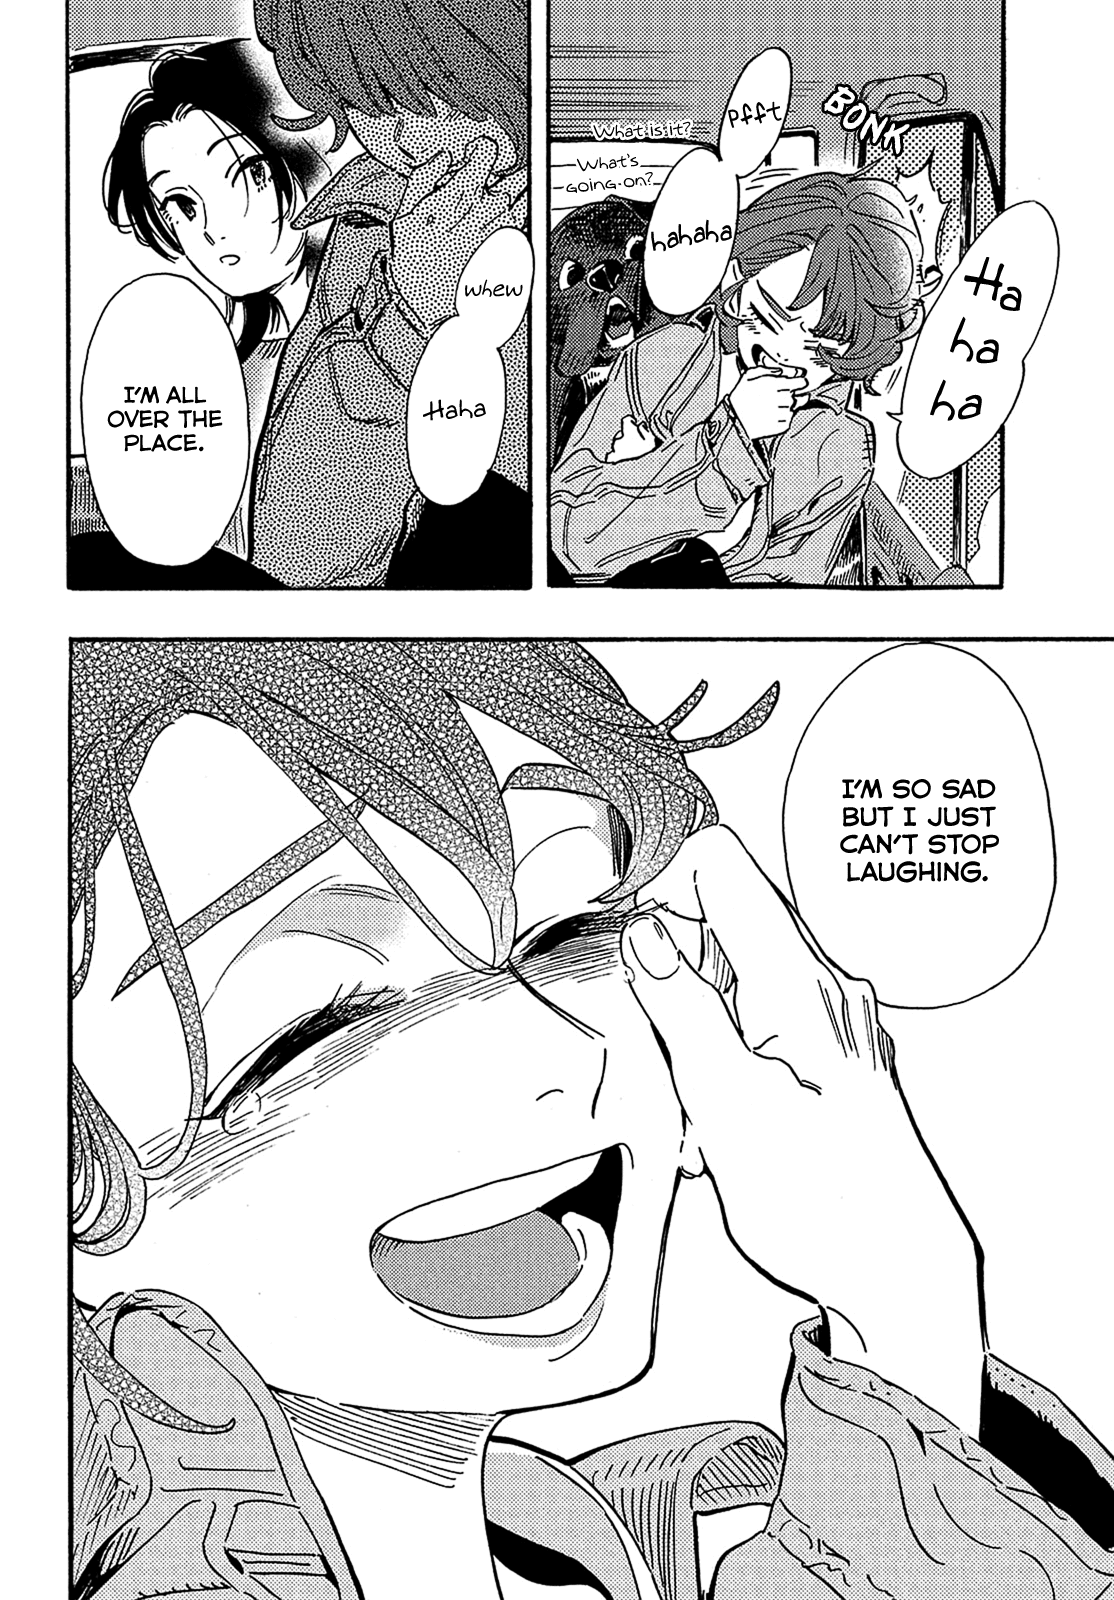 BONK
Pfft
hahaha
What is it?
What's
going on?
Ha
ha
ha
whew
Haha
I'M ALL
OVER THE
PLACE.
I'M SO SAD
BUT I JUST
CAN'T STOP
LAUGHING.